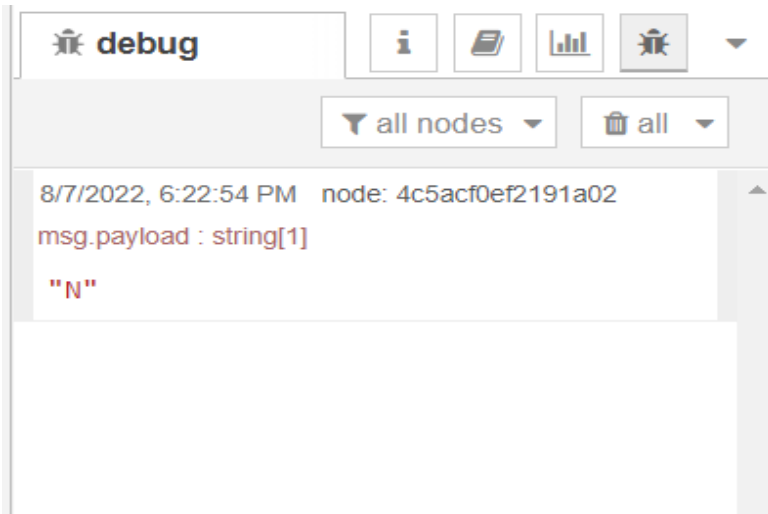 debug
i
all nodes
all
8/7/2022, 6:22:54 PM node: 4c5acf0ef2191a02
msg.payload : string[1]
"N"